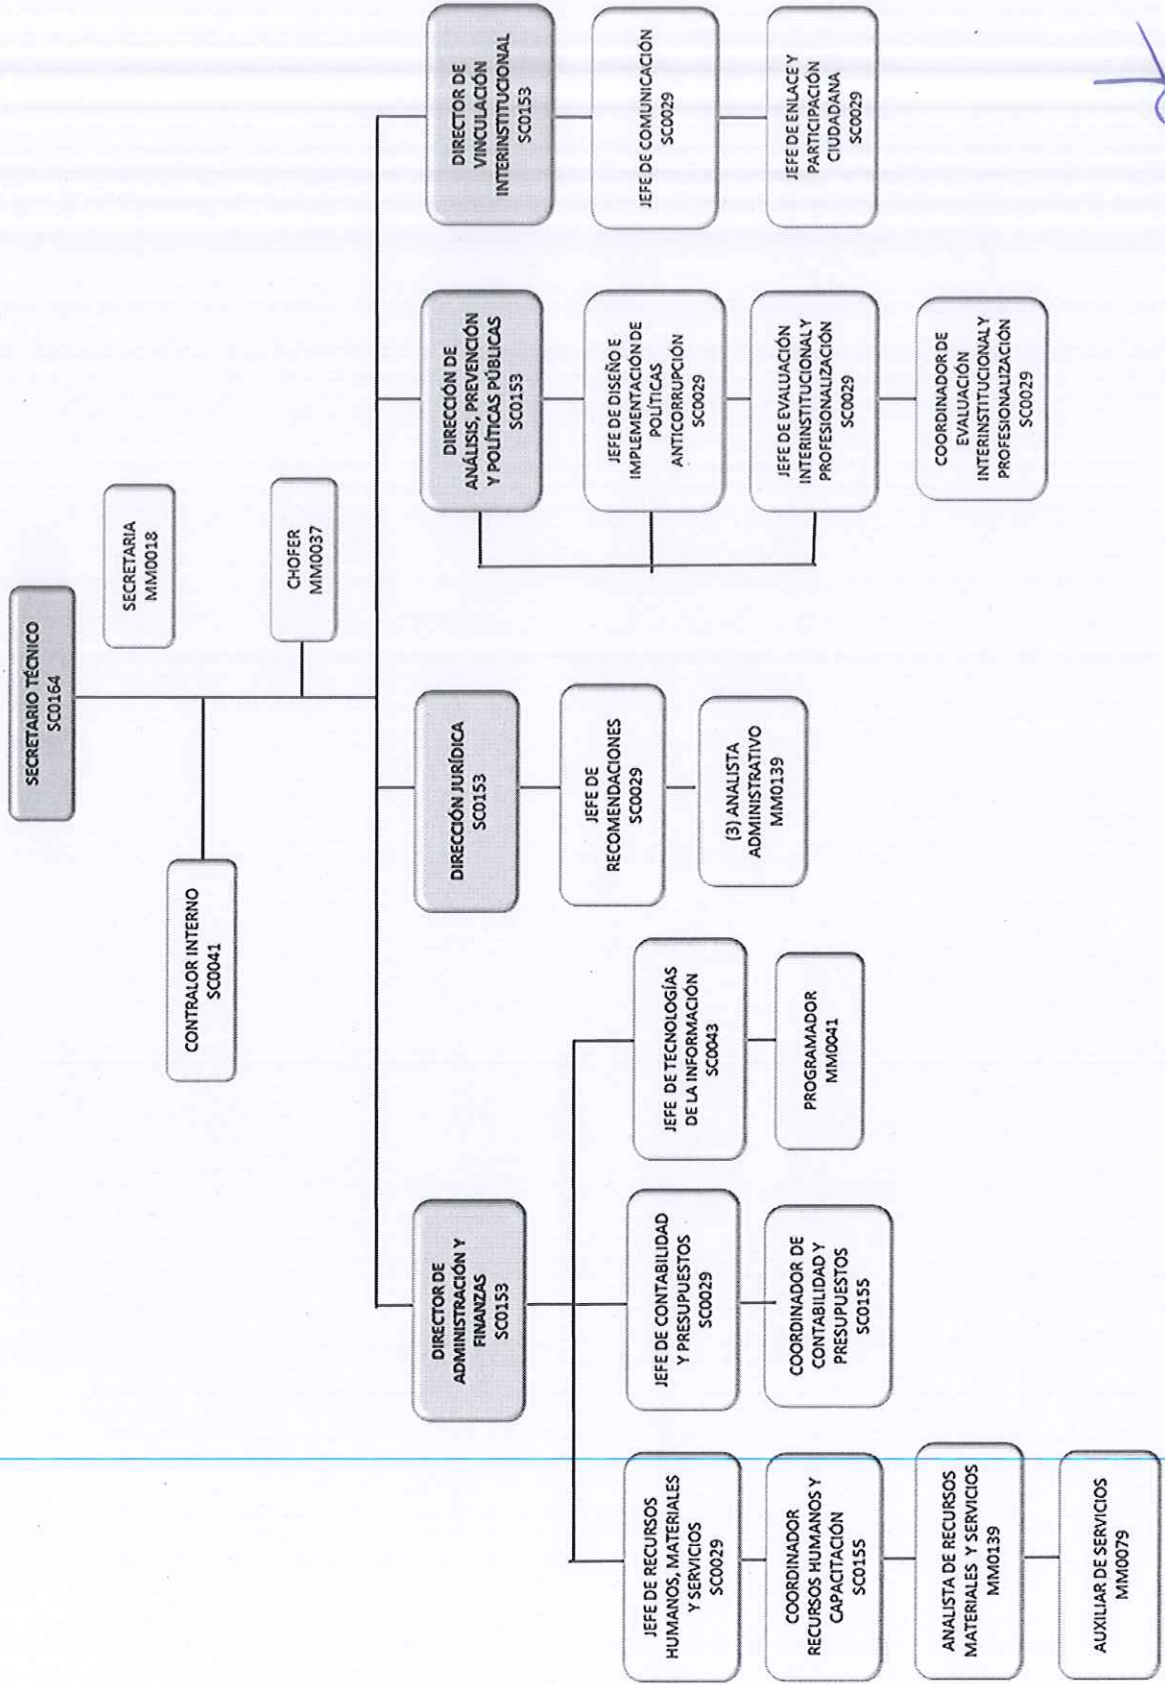 SECRETARIO TÉCNICO
SC0164
SECRETARIA
MM0018
CONTRALOR INTERNO
SC0041
CHOFER
MM0037
DIRECTOR DE
ADMINISTRACIÓN Y
FINANZAS
SC0153
DIRECCIÓN JURÍDICA
SC0153
DIRECCIÓN DE
ANÁLISIS, PREVENCIÓN
Y POLÍTICAS PÚBLICAS
SC0153
DIRECTOR DE
VINCULACIÓN
INTERINSTITUCIONAL
SC0153
JEFE DE RECURSOS
HUMANOS, MATERIALES
Y SERVICIOS
SC0029
JEFE DE CONTABILIDAD
Y PRESUPUESTOS
SC0029
JEFE DE TECNOLOGÍAS
DE LA INFORMACIÓN
SC0043
JEFE DE
RECOMENDACIONES
SC0029
JEFE DE DISEÑO E
IMPLEMENTACIÓN DE
POLÍTICAS
ANTICORRUPCIÓN
SC0029
JEFE DE COMUNICACIÓN
SC0029
COORDINADOR
RECURSOS HUMANOS Y
CAPACITACIÓN
SC0155
COORDINADOR DE
CONTABILIDAD Y
PRESUPUESTOS
SC0155
PROGRAMADOR
MM0041
(3) ANALISTA
ADMINISTRATIVO
MM0139
JEFE DE EVALUACIÓN
INTERINSTITUCIONAL Y
PROFESIONALIZACIÓN
SC0029
JEFE DE ENLACE Y
PARTICIPACIÓN
CIUDADANA
SC0029
ANALISTA DE RECURSOS
MATERIALES Y SERVICIOS
MM0139
COORDINADOR DE
EVALUACIÓN
INTERINSTITUCIONAL Y
PROFESIONALIZACIÓN
SC0029
AUXILIAR DE SERVICIOS
MM0079